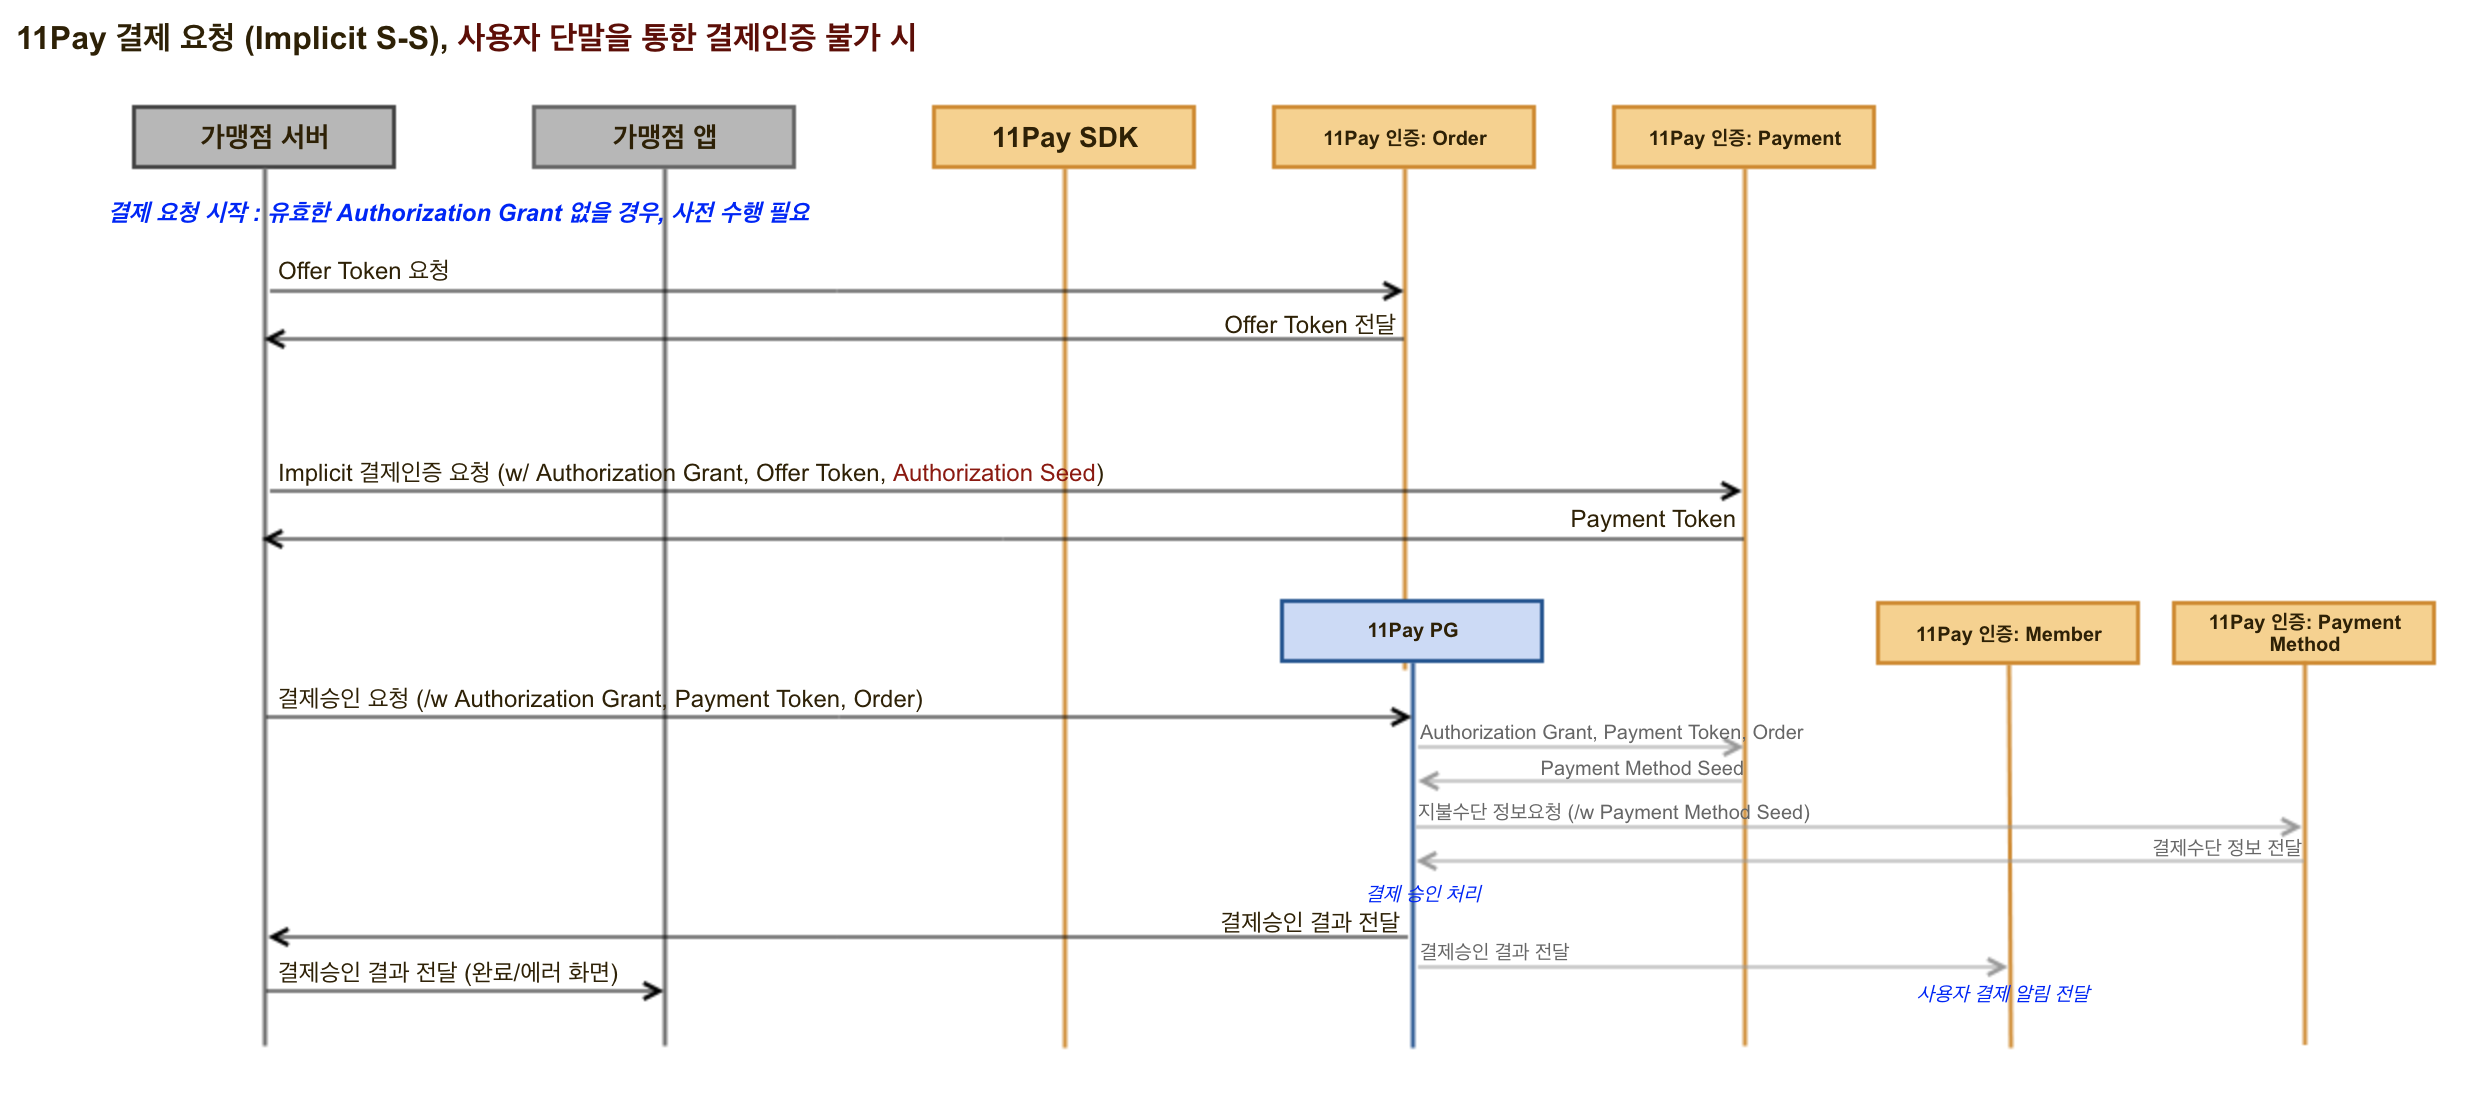 11Pay 결제 요청 (Implicit S-S), 사용자 단말을 통한 결제인증 불가 시
가맹점 서버
가맹점 앱
11Pay SDK
11Pay 인증: Order
11Pay 인증: Payment
결제 요청 시작 : 유효한 Authorization Grant 없을 경우, 사전 수행 필요
Offer Token 요청
Offer Token 전달
Implicit 결제인증 요청 (w/ Authorization Grant, Offer Token, Authorization Seed)
Payment Token
11Pay PG
11Pay 인증: Member
11Pay 인증: Payment
Method
결제승인 요청 (/w Authorization Grant, Payment Token, Order)
Authorization Grant, Payment Token, Order
Payment Method Seed
지불수단 정보요청 (/w Payment Method Seed)
결제수단 정보 전달
결제 승인 처리
결제승인 결과 전달
결제승인 결과 전달
결제승인 결과 전달 (완료/에러 화면)
사용자 결제 알림 전달